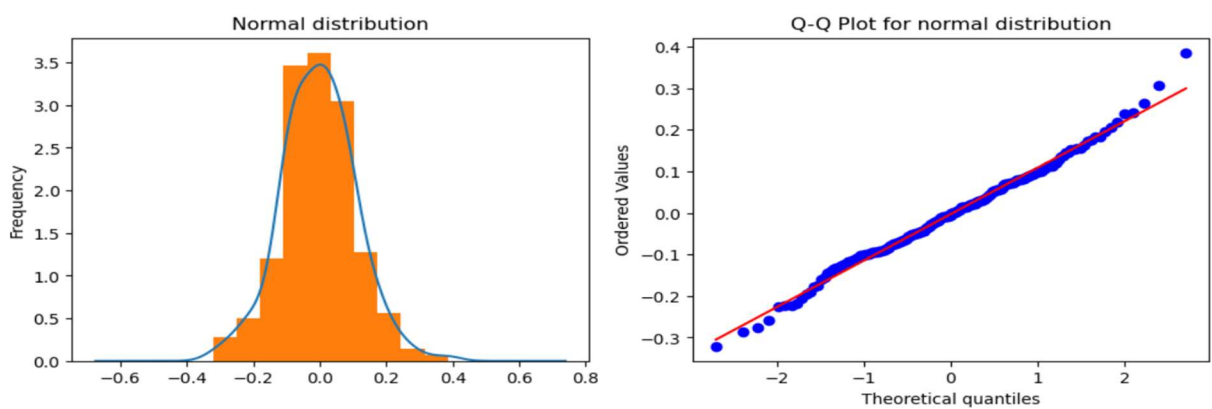 Normal distribution
Frequency
3.5
3.0
2.5
2.0
1.5
1.0
0.5
0.0
−0.6 −0.4 −0.2 0.0 0.2 0.4 0.6 0.8
Q-Q Plot for normal distribution
Ordered Values
0.4
0.3
0.2
0.1
0.0
−0.1
−0.2
−0.3
−2 −1 0 1 2
Theoretical quantiles